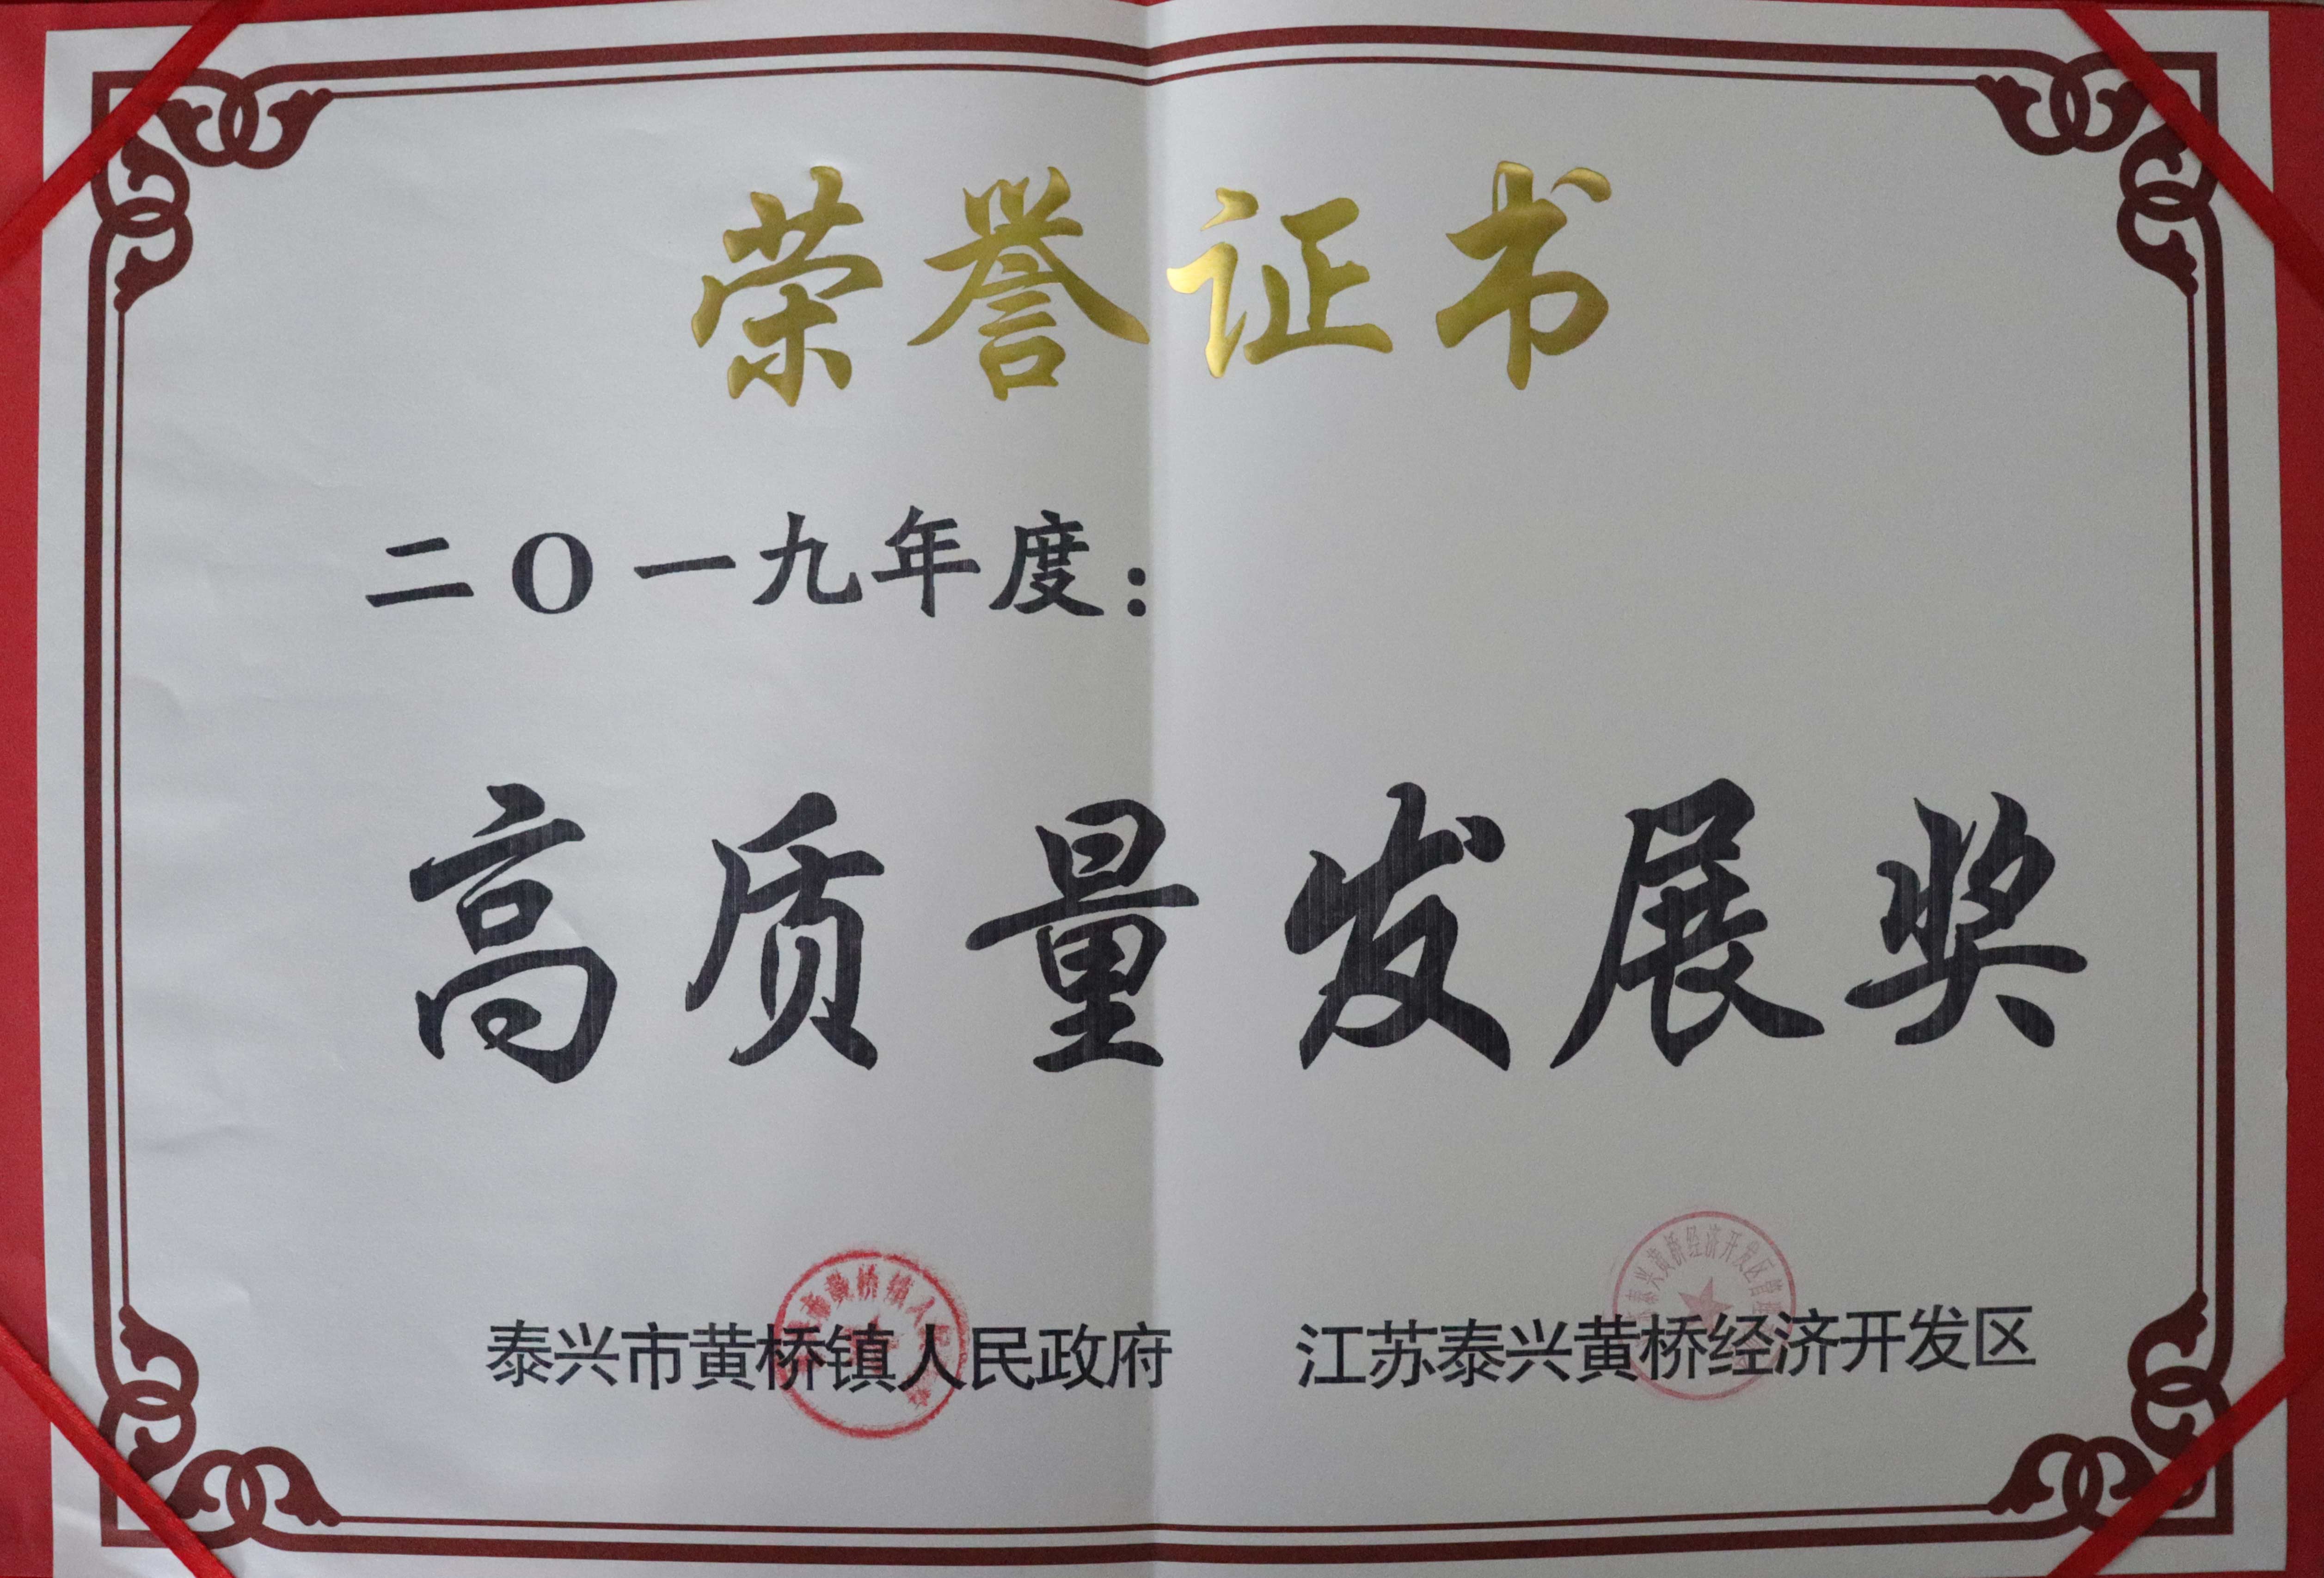 荣誉证书
二O一九年度：
高质量发展奖
泰兴市黄桥镇人民政府 江苏泰兴黄桥经济开发区